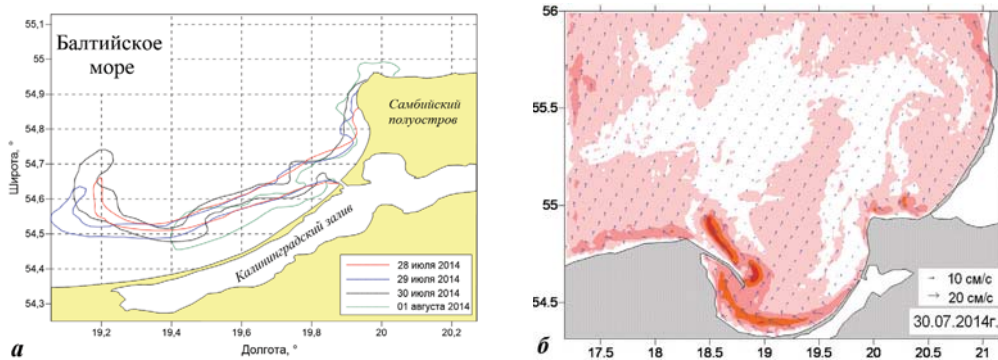 55,1
55
54,9
54,8
54,7
54,6
54,5
54,4
54,3
Широта, °
Балтийское
море
Самбийский
полуостров
Калининградский залив
28 июля 2014
29 июля 2014
30 июля 2014
01 августа 2014
19,2
19,4
19,6
19,8
20
20,2
Долгота, °
а
56
55.5
55
54.5
10 см/с
20 см/с
30.07.2014г.
17.5
18
18.5
19
19.5
20
20.5
21
б